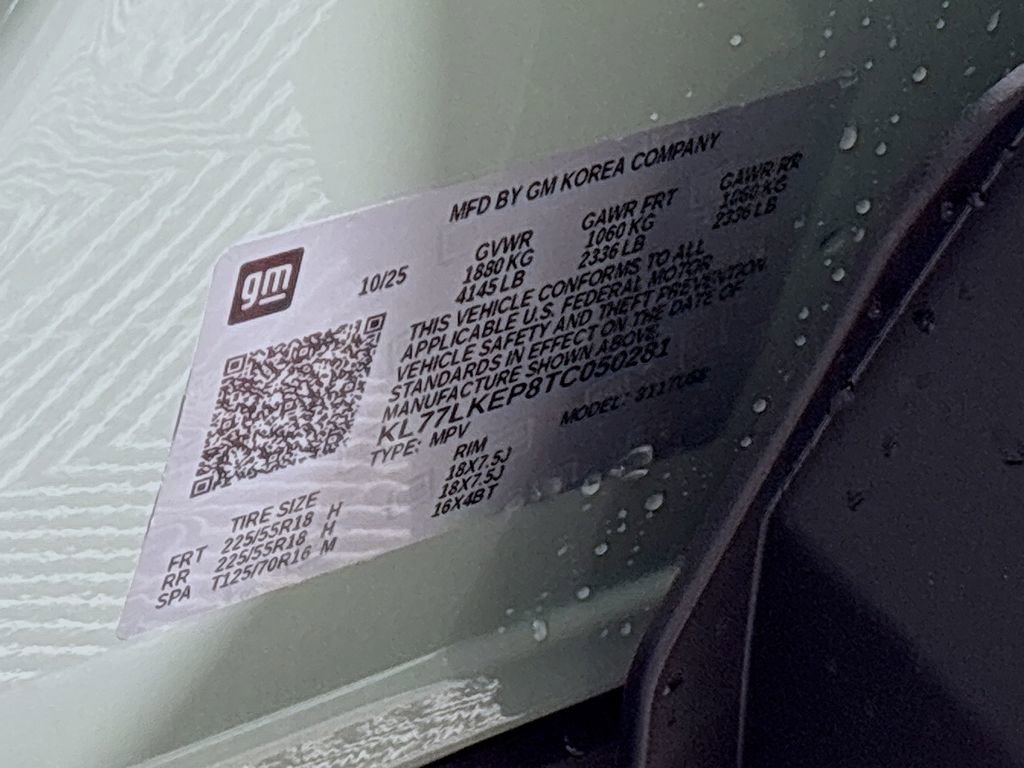 MFD BY GM KOREA COMPANY
gm
10/25
GVWR GAWR FRT GAWR RR
1880 KG 1060 KG 1060 KG
4145 LB 2336 LB 2336 LB
THIS VEHICLE CONFORMS TO ALL
APPLICABLE U.S. FEDERAL MOTOR
VEHICLE SAFETY AND THEFT PREVENTION
STANDARDS IN EFFECT ON THE DATE OF
MANUFACTURE SHOWN ABOVE.
KL77LKEP8TC050281
TYPE: MPV MODEL:
TIRE SIZE RIM
FRT 225/55R18 H 18X7.5J
RR 225/55R18 H 18X7.5J
SPA T125/70R16 M 16X4BT